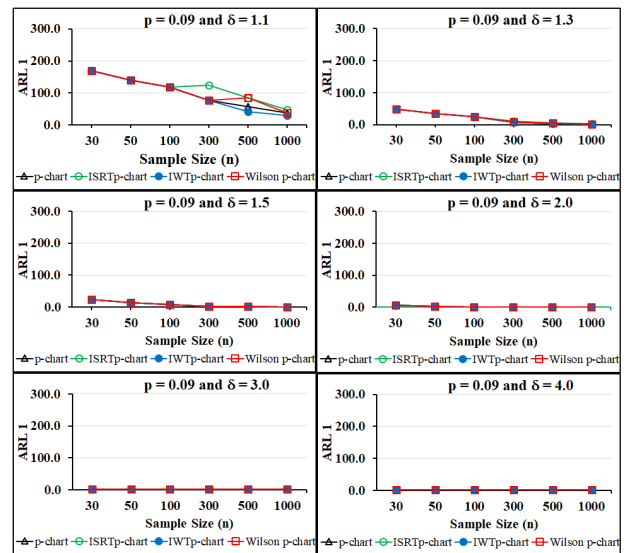 p = 0.09 and δ = 1.1
ARL 1
300.0
200.0
100.0
0.0
30 50 100 300 500 1000
Sample Size (n)
p-chart ISRTp-chart IWTp-chart Wilson p-chart
p = 0.09 and δ = 1.3
ARL 1
300.0
200.0
100.0
0.0
30 50 100 300 500 1000
Sample Size (n)
p-chart ISRTp-chart IWTp-chart Wilson p-chart
p = 0.09 and δ = 1.5
ARL 1
300.0
200.0
100.0
0.0
30 50 100 300 500 1000
Sample Size (n)
p-chart ISRTp-chart IWTp-chart Wilson p-chart
p = 0.09 and δ = 2.0
ARL 1
300.0
200.0
100.0
0.0
30 50 100 300 500 1000
Sample Size (n)
p-chart ISRTp-chart IWTp-chart Wilson p-chart
p = 0.09 and δ = 3.0
ARL 1
300.0
200.0
100.0
0.0
30 50 100 300 500 1000
Sample Size (n)
p-chart ISRTp-chart IWTp-chart Wilson p-chart
p = 0.09 and δ = 4.0
ARL 1
300.0
200.0
100.0
0.0
30 50 100 300 500 1000
Sample Size (n)
p-chart ISRTp-chart IWTp-chart Wilson p-chart